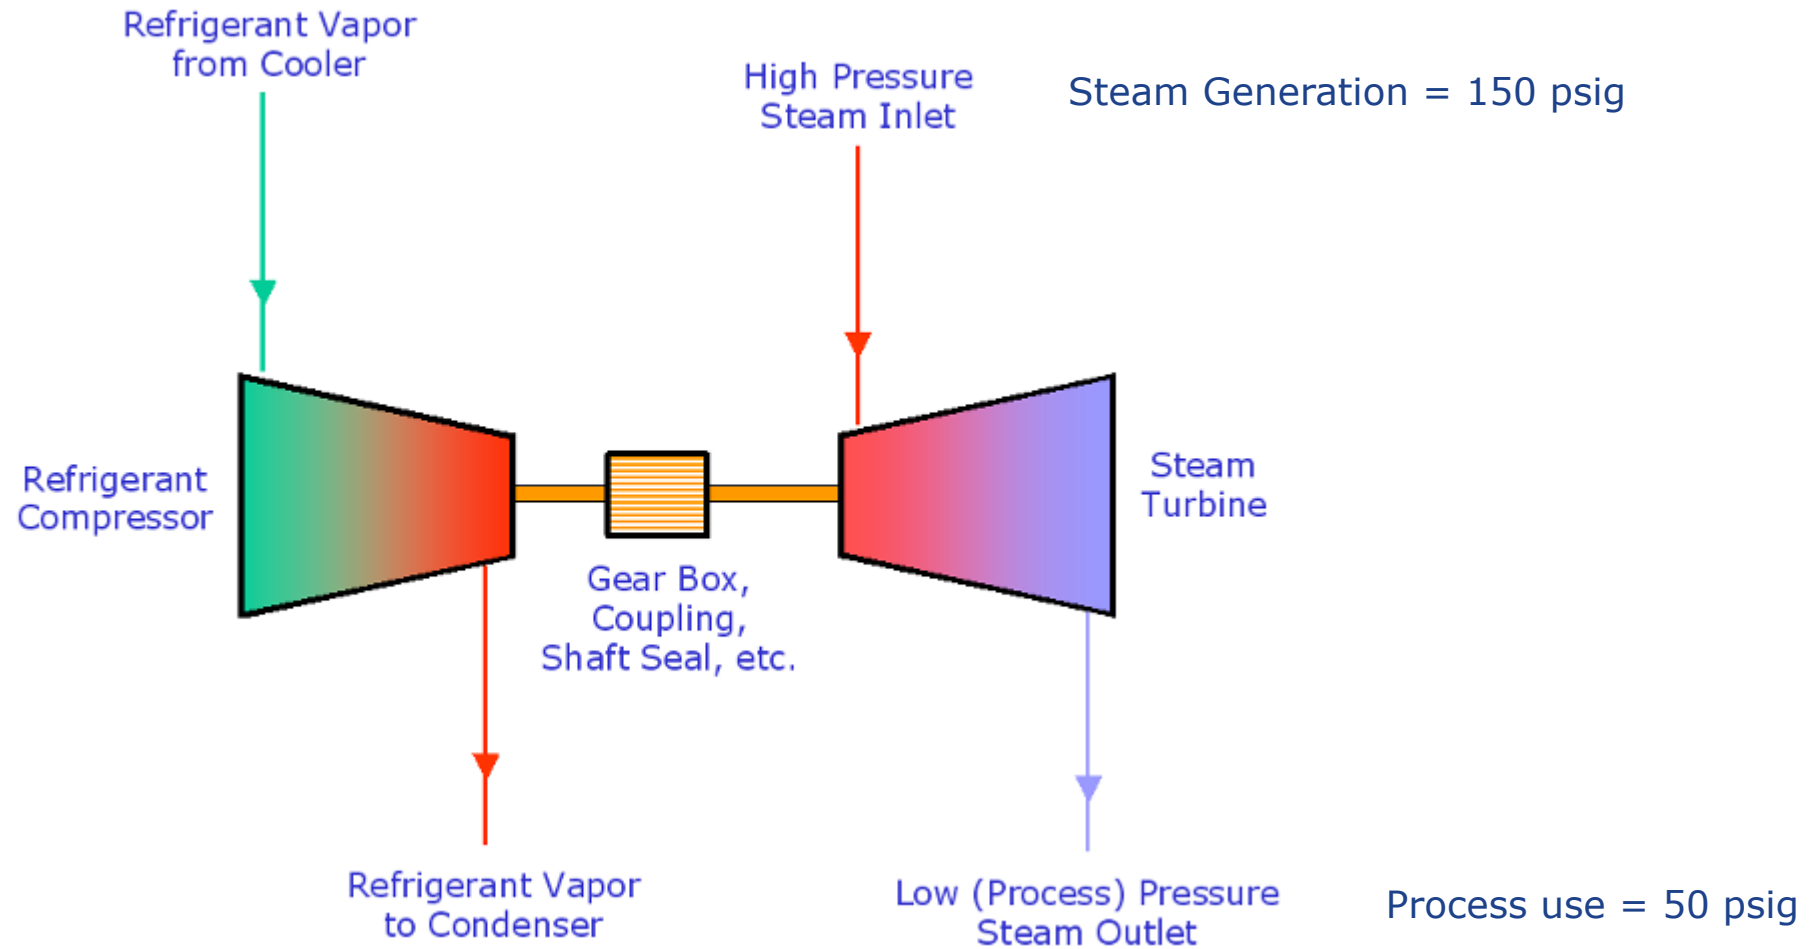 Refrigerant Vapor
from Cooler
High Pressure
Steam Inlet
Steam Generation = 150 psig
Refrigerant
Compressor
Gear Box,
Coupling,
Shaft Seal, etc.
Steam
Turbine
Refrigerant Vapor
to Condenser
Low (Process) Pressure
Steam Outlet
Process use = 50 psig